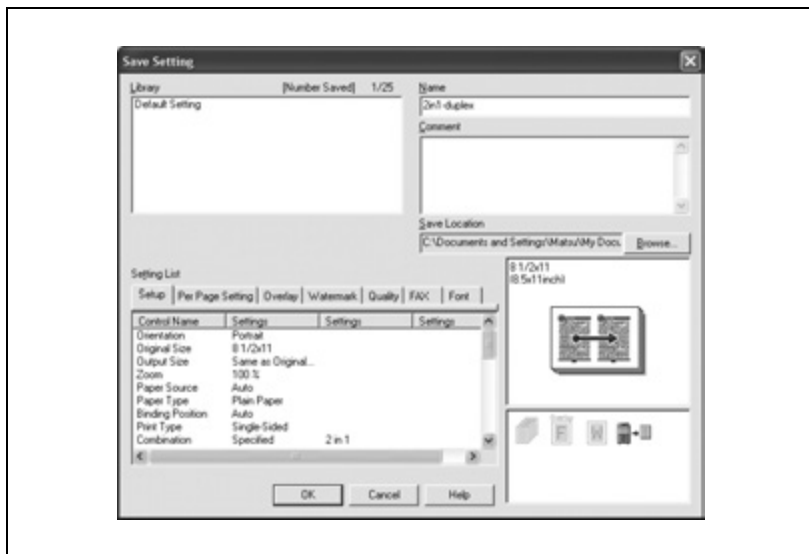 Save Setting
Library [Number Saved] 1/25
Default Setting
Name
2in1-duplex
Comment
Save Location
C:\Documents and Settings\Matsu\My Docu Browse...
Setting List
Setup Per Page Setting Overlay Watermark Quality FAX Font
Control Name Settings Settings Settings
Orientation Portrait
Original Size 8 1/2x11
Output Size Same as Original...
Zoom 100 %
Paper Source Auto
Paper Type Plain Paper
Binding Position Auto
Print Type Single-Sided
Combination Specified 2 in 1
8 1/2x11
(8.5x11inch)
F W
OK Cancel Help